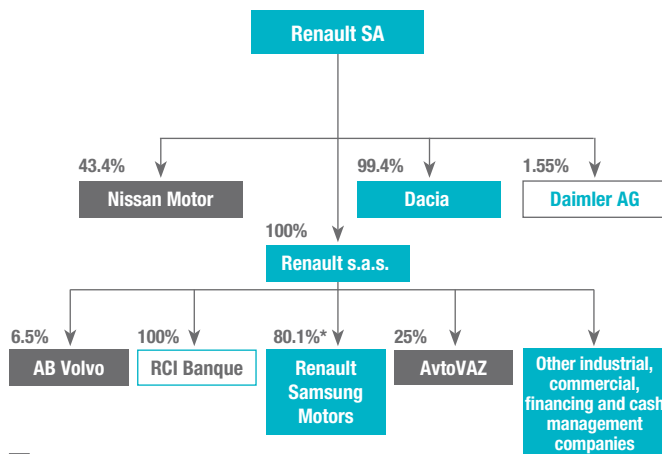 Renault SA
43.4%
99.4%
1.55%
Nissan Motor
Dacia
Daimler AG
100%
Renault s.a.s.
6.5%
100%
80.1%*
25%
AB Volvo
RCI Banque
Renault
Samsung
Motors
AvtoVAZ
Other industrial,
commercial,
financing and cash
management
companies